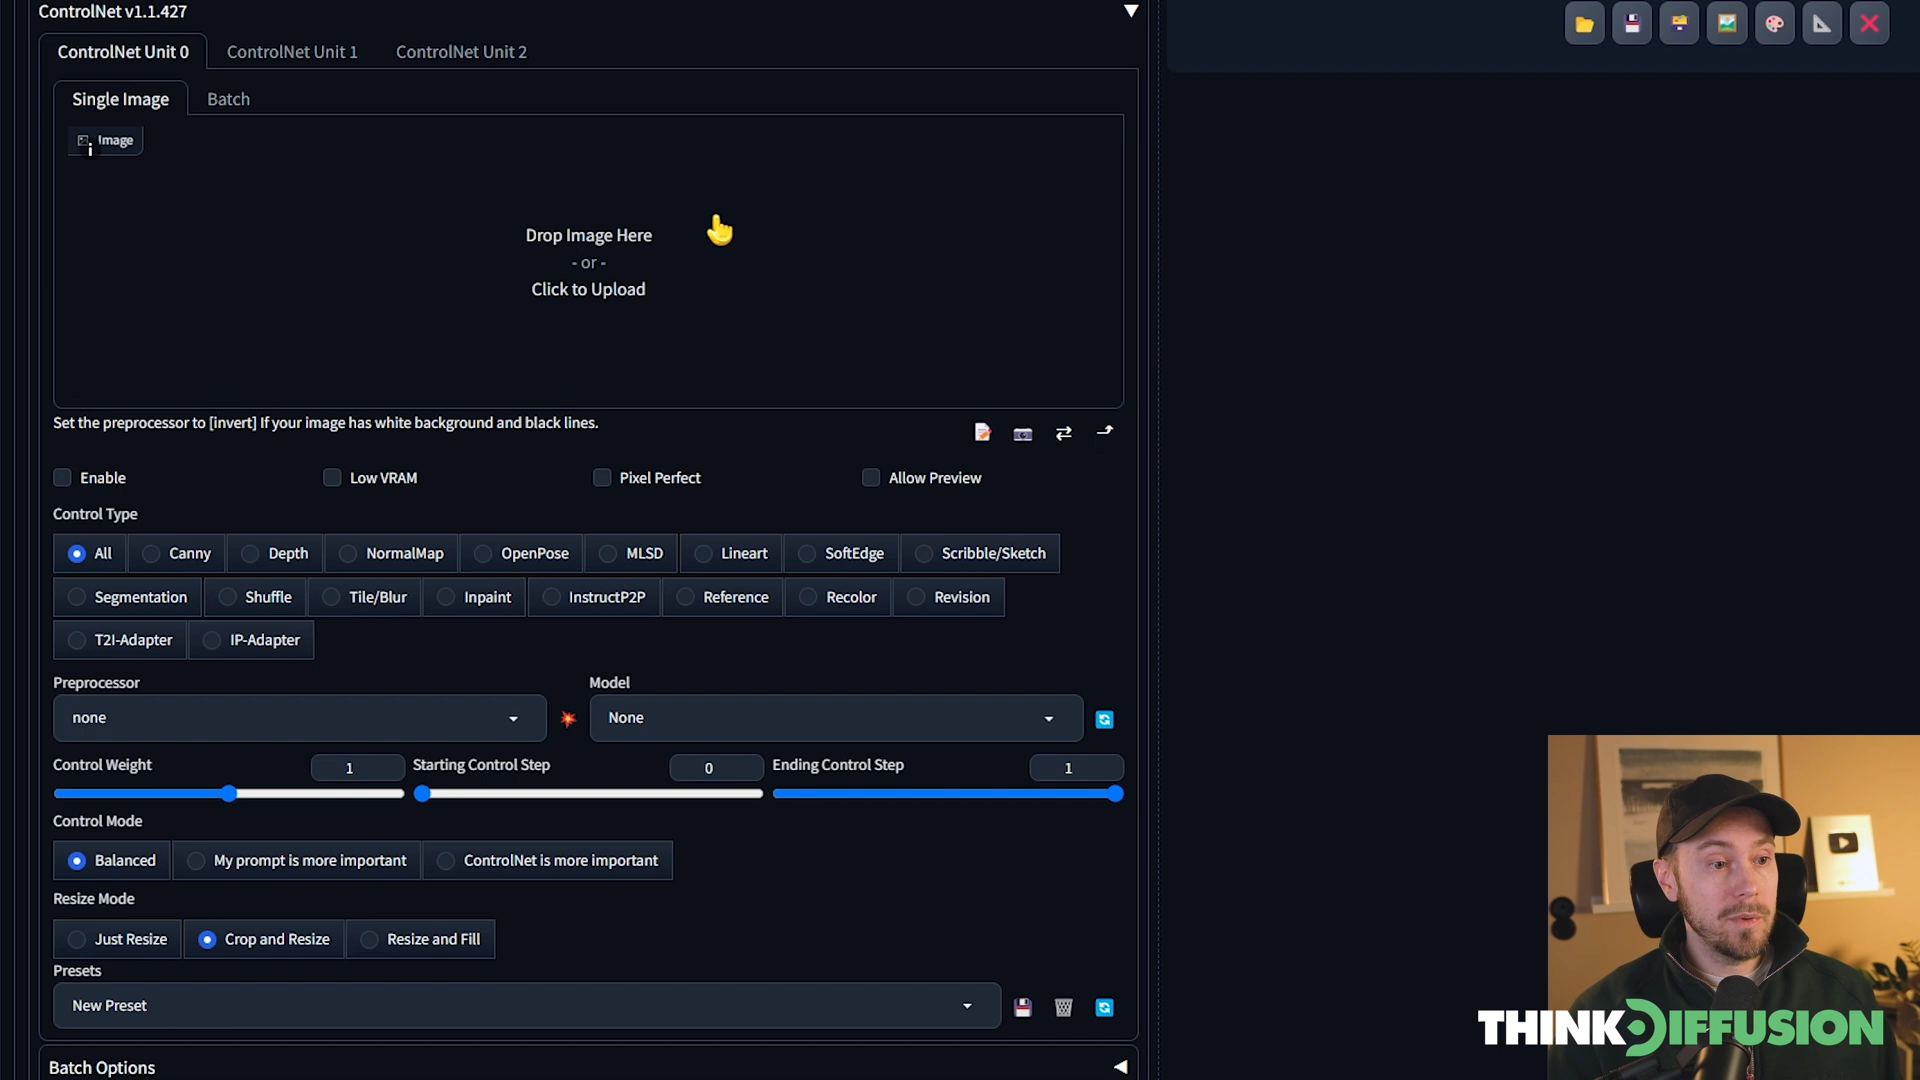 ControlNet v1.1.427
ControlNet Unit 0 ControlNet Unit 1 ControlNet Unit 2
Single Image Batch
Image
Drop Image Here
- or -
Click to Upload
Set the preprocessor to [invert] If your image has white background and black lines.
Enable Low VRAM Pixel Perfect Allow Preview
Control Type
All Canny Depth NormalMap OpenPose MLSD Lineart SoftEdge Scribble/Sketch
Segmentation Shuffle Tile/Blur Inpaint InstructP2P Reference Recolor Revision
T2I-Adapter IP-Adapter
Preprocessor Model
none None
Control Weight 1 Starting Control Step 0 Ending Control Step 1
Control Mode
Balanced My prompt is more important ControlNet is more important
Resize Mode
Just Resize Crop and Resize Resize and Fill
Presets
New Preset
Batch Options
THINKDIFFUSION